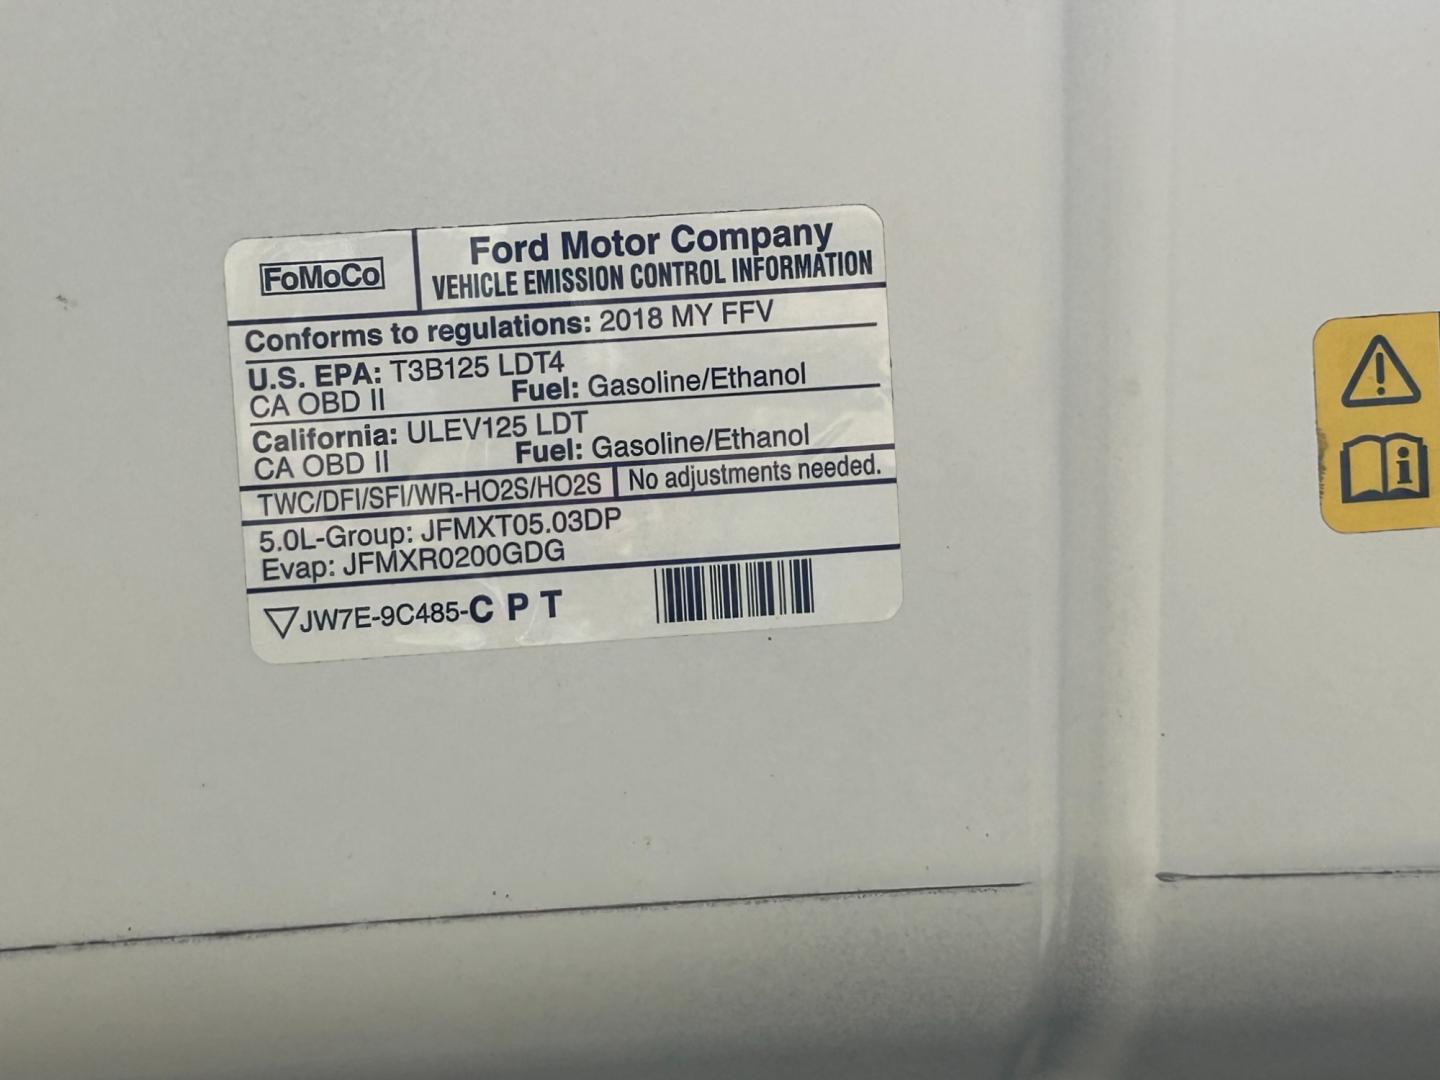 FoMoCo
Ford Motor Company
VEHICLE EMISSION CONTROL INFORMATION
Conforms to regulations: 2018 MY FFV
U.S. EPA: T3B125 LDT4
CA OBD II Fuel: Gasoline/Ethanol
California: ULEV125 LDT
CA OBD II Fuel: Gasoline/Ethanol
TWC/DFI/SFI/WR-HO2S/HO2S No adjustments needed.
5.0L-Group: JFMXT05.03DP
Evap: JFMXR0200GDG
JW7E-9C485-C P T